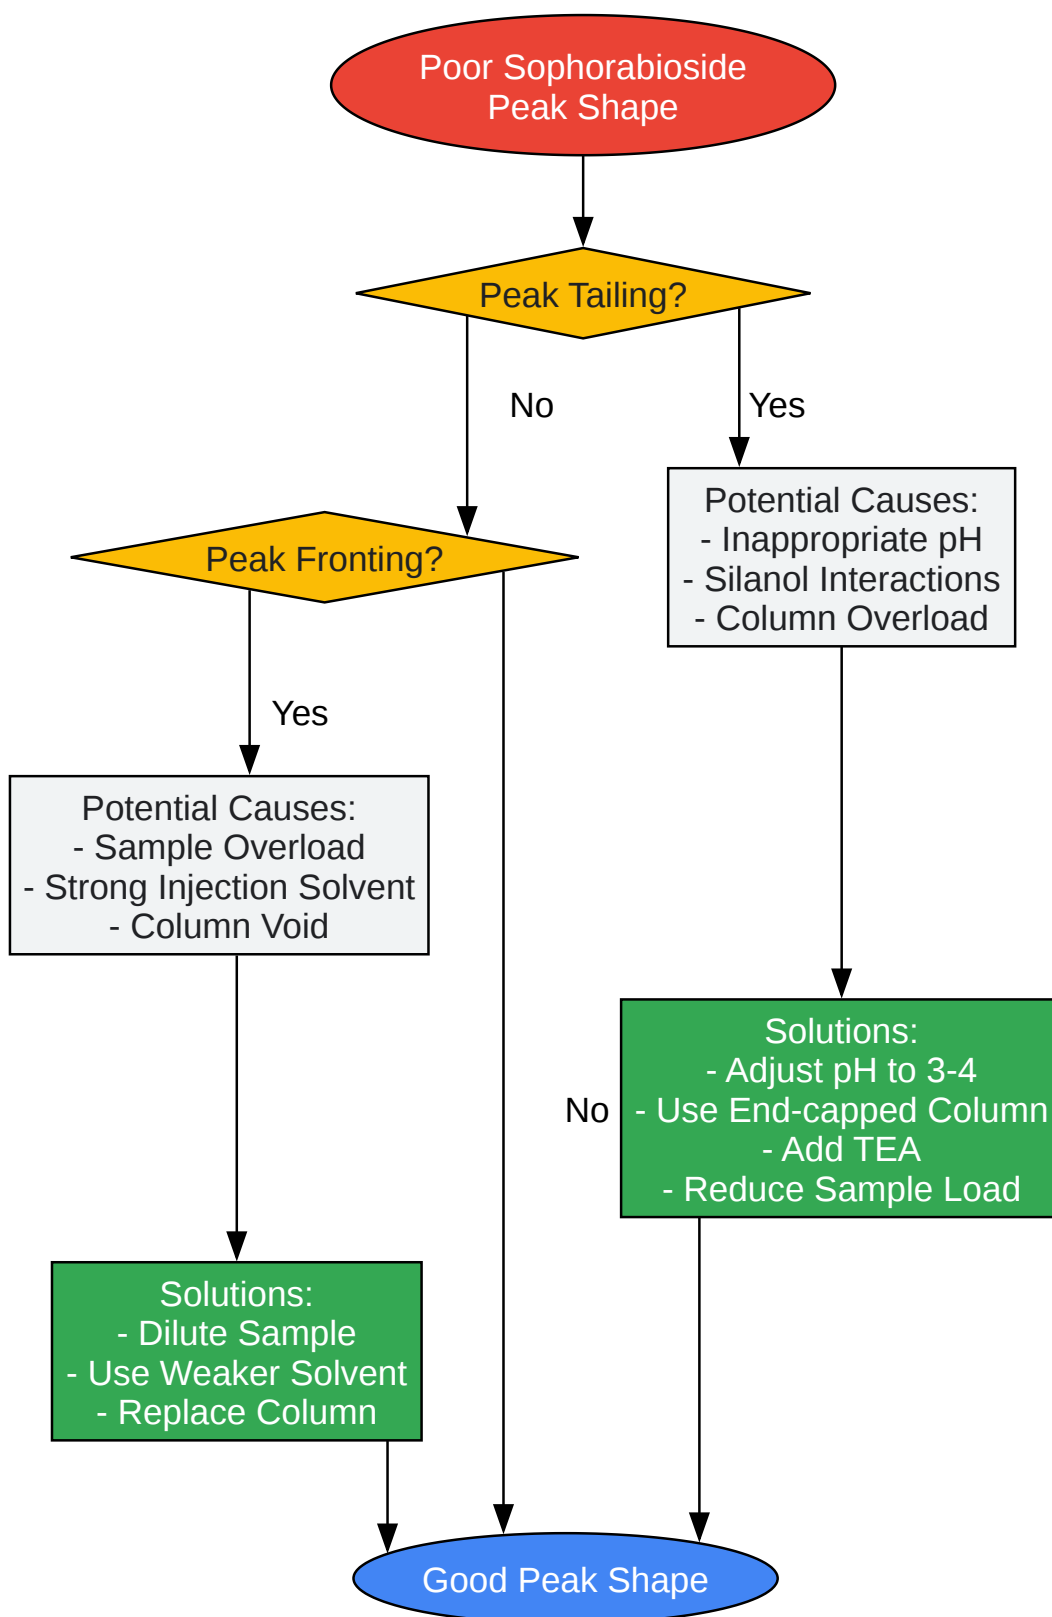 Poor Sophorabioside
Peak Shape
Peak Tailing?
No
Yes
Potential Causes:
- Inappropriate pH
- Silanol Interactions
- Column Overload
Peak Fronting?
Yes
Potential Causes:
- Sample Overload
- Strong Injection Solvent
- Column Void
No
Solutions:
- Adjust pH to 3-4
- Use End-capped Column
- Add TEA
- Reduce Sample Load
Solutions:
- Dilute Sample
- Use Weaker Solvent
- Replace Column
Good Peak Shape